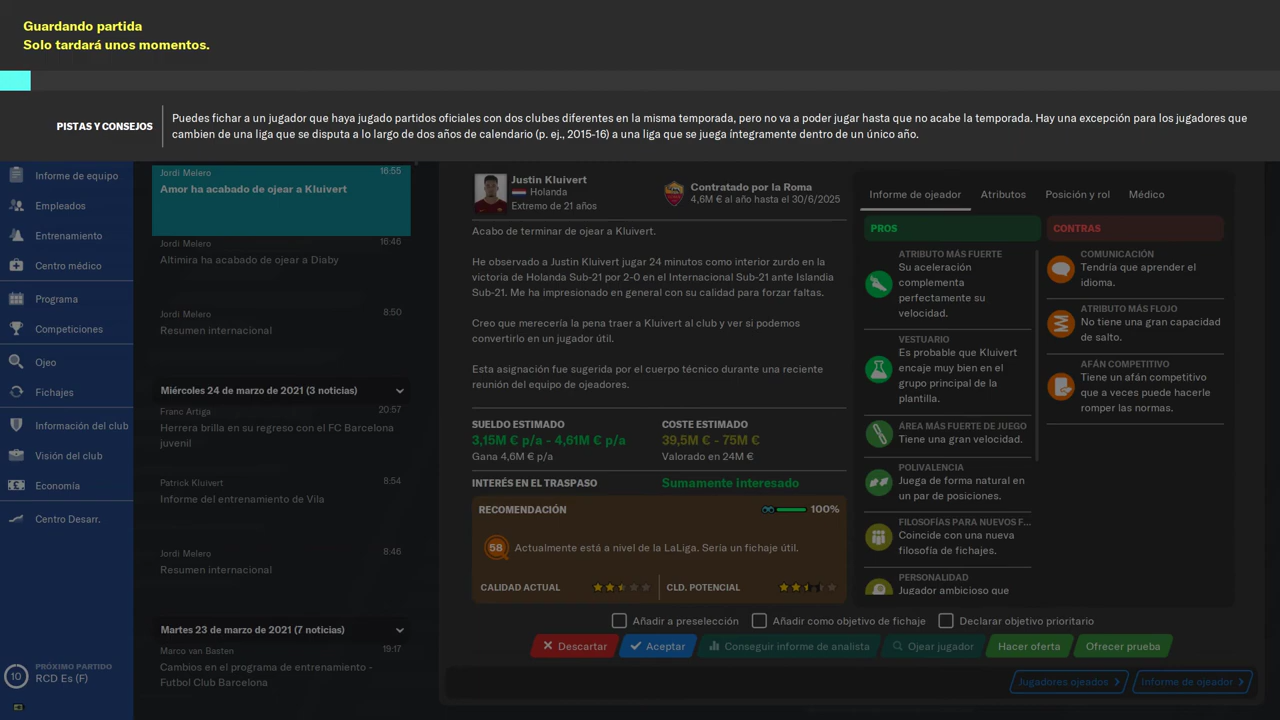 Guardando partida
Solo tardará unos momentos.
PISTAS Y CONSEJOS
Puedes fichar a un jugador que haya jugado partidos oficiales con dos clubes diferentes en la misma temporada, pero no va a poder jugar hasta que no acabe la temporada. Hay una excepción para los jugadores que
cambien de una liga que se disputa a lo largo de dos años de calendario (p. ej., 2015-16) a una liga que se juega íntegramente dentro de un único año.
Informe de equipo
Empleados
Entrenamiento
Centro médico
Programa
Competiciones
Ojeo
Fichajes
Información del club
Visión del club
Economía
Centro Desarr.
10
PRÓXIMO PARTIDO
RCD Es (F)
Jordi Melero 16:55
Amor ha acabado de ojear a Kluivert
Jordi Melero 16:46
Altimira ha acabado de ojear a Diaby
Jordi Melero 8:50
Resumen internacional
Miércoles 24 de marzo de 2021 (3 noticias)
Franc Artiga 20:57
Herrera brilla en su regreso con el FC Barcelona
juvenil
Patrick Kluivert 8:54
Informe del entrenamiento de Vila
Jordi Melero 8:46
Resumen internacional
Martes 23 de marzo de 2021 (7 noticias)
Marco van Basten 19:17
Cambios en el programa de entrenamiento -
Futbol Club Barcelona
Justin Kluivert
Holanda
Extremo de 21 años
Contratado por la Roma
4,6M € al año hasta el 30/6/2025
Acabo de terminar de ojear a Kluivert.
He observado a Justin Kluivert jugar 24 minutos como interior zurdo en la
victoria de Holanda Sub-21 por 2-0 en el Internacional Sub-21 ante Islandia
Sub-21. Me ha impresionado en general con su calidad para forzar faltas.
Creo que merecería la pena traer a Kluivert al club y ver si podemos
convertirlo en un jugador útil.
Esta asignación fue sugerida por el cuerpo técnico durante una reciente
reunión del equipo de ojeadores.
SUELDO ESTIMADO
3,15M € p/a - 4,61M € p/a
Gana 4,6M € p/a
COSTE ESTIMADO
39,5M € - 75M €
Valorado en 24M €
INTERÉS EN EL TRASPASO Sumamente interesado
RECOMENDACIÓN 100%
58 Actualmente está a nivel de la LaLiga. Sería un fichaje útil.
CALIDAD ACTUAL
CLD. POTENCIAL
Informe de ojeador
Atributos
Posición y rol
Médico
PROS
ATRIBUTO MÁS FUERTE
Su aceleración
complementa
perfectamente su
velocidad.
VESTUARIO
Es probable que Kluivert
encaje muy bien en el
grupo principal de la
plantilla.
ÁREA MÁS FUERTE DE JUEGO
Tiene una gran velocidad.
POLIVALENCIA
Juega de forma natural en
un par de posiciones.
FILOSOFÍAS PARA NUEVOS F...
Coincide con una nueva
filosofía de fichajes.
PERSONALIDAD
Jugador ambicioso que
CONTRAS
COMUNICACIÓN
Tendría que aprender el
idioma.
ATRIBUTO MÁS FLOJO
No tiene una gran capacidad
de salto.
AFÁN COMPETITIVO
Tiene un afán competitivo
que a veces puede hacerle
romper las normas.
Añadir a preselección
Añadir como objetivo de fichaje
Declarar objetivo prioritario
Descartar
Aceptar
Conseguir informe de analista
Ojear jugador
Hacer oferta
Ofrecer prueba
Jugadores ojeados
Informe de ojeador